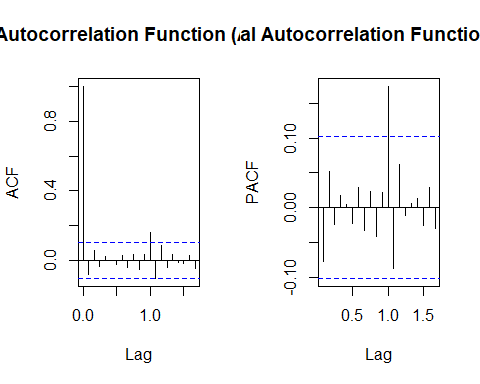 Autocorrelation Function (
al Autocorrelation Functio
ACF
0.0 0.4 0.8
0.0 1.0
Lag
PACF
-0.10 0.00 0.10
0.5 1.0 1.5
Lag